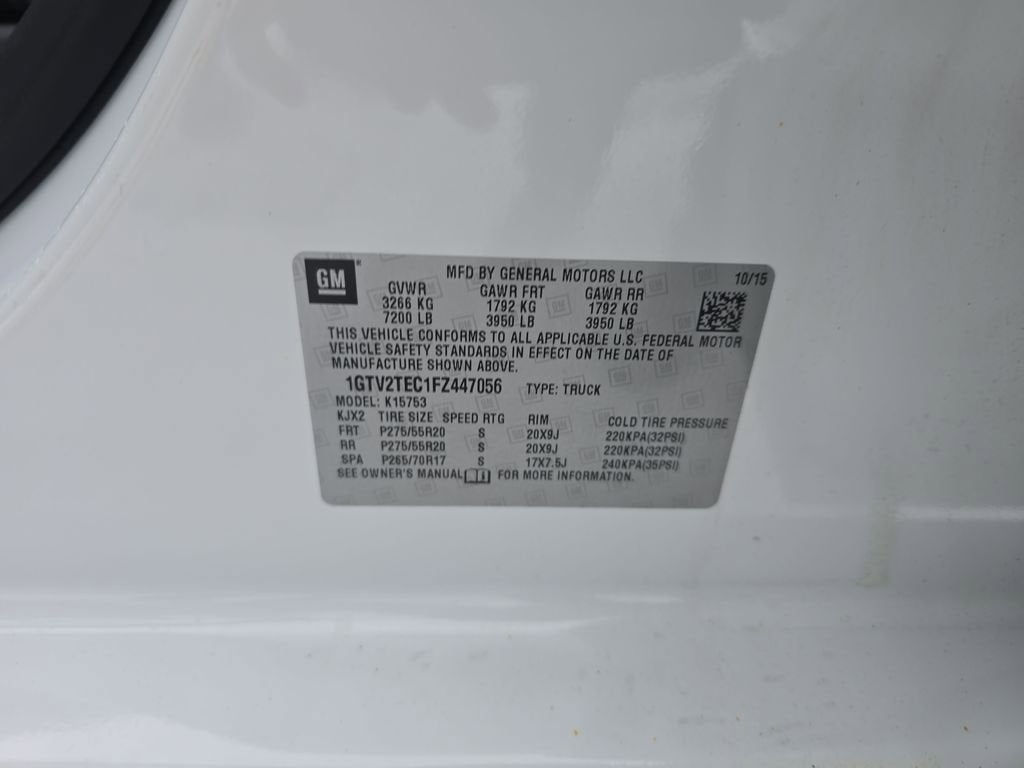 GM ® MFD BY GENERAL MOTORS LLC 10/15
GVWR GAWR FRT GAWR RR
3266 KG 1792 KG 1792 KG
7200 LB 3950 LB 3950 LB
THIS VEHICLE CONFORMS TO ALL APPLICABLE U.S. FEDERAL MOTOR
VEHICLE SAFETY STANDARDS IN EFFECT ON THE DATE OF
MANUFACTURE SHOWN ABOVE.
1GTV2TEC1FZ447056 TYPE: TRUCK
MODEL: K15753
KJX2 TIRE SIZE SPEED RTG RIM COLD TIRE PRESSURE
FRT P275/55R20 S 20X9J 220KPA(32PSI)
RR P275/55R20 S 20X9J 220KPA(32PSI)
SPA P265/70R17 S 17X7.5J 240KPA(35PSI)
SEE OWNER'S MANUAL FOR MORE INFORMATION.